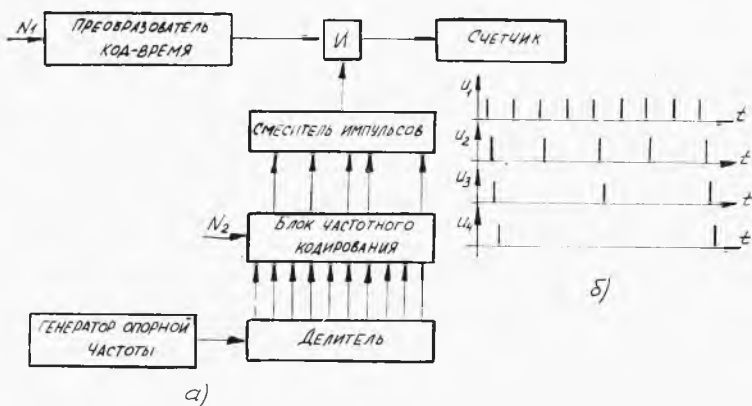 N1
ПРЕОБРАЗОВАТЕЛЬ
КОД-ВРЕМЯ
И
СЧЕТЧИК
СМЕСИТЕЛЬ ИМПУЛЬСОВ
N2
БЛОК ЧАСТОТНОГО
КОДИРОВАНИЯ
ГЕНЕРАТОР ОПОРНОЙ
ЧАСТОТЫ
ДЕЛИТЕЛЬ
а)
U1
t
U2
t
U3
t
U4
t
б)